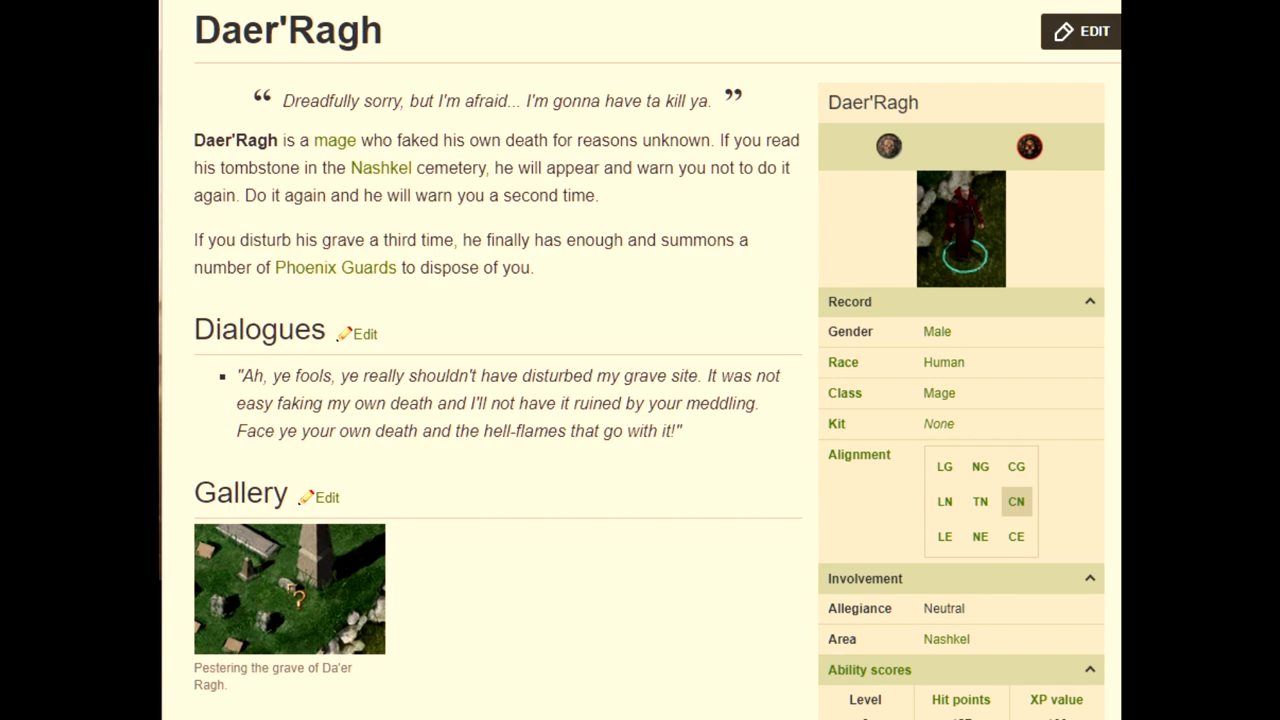 Daer'Ragh
EDIT
“ Dreadfully sorry, but I'm afraid... I'm gonna have ta kill ya. ”
Daer'Ragh is a mage who faked his own death for reasons unknown. If you read
his tombstone in the Nashkel cemetery, he will appear and warn you not to do it
again. Do it again and he will warn you a second time.
If you disturb his grave a third time, he finally has enough and summons a
number of Phoenix Guards to dispose of you.
Dialogues Edit
"Ah, ye fools, ye really shouldn't have disturbed my grave site. It was not
easy faking my own death and I'll not have it ruined by your meddling.
Face ye your own death and the hell-flames that go with it!"
Gallery Edit
Pestering the grave of Da'er
Ragh.
Daer'Ragh
Record
Gender Male
Race Human
Class Mage
Kit None
Alignment
LG NG CG
LN TN CN
LE NE CE
Involvement
Allegiance Neutral
Area Nashkel
Ability scores
Level Hit points XP value